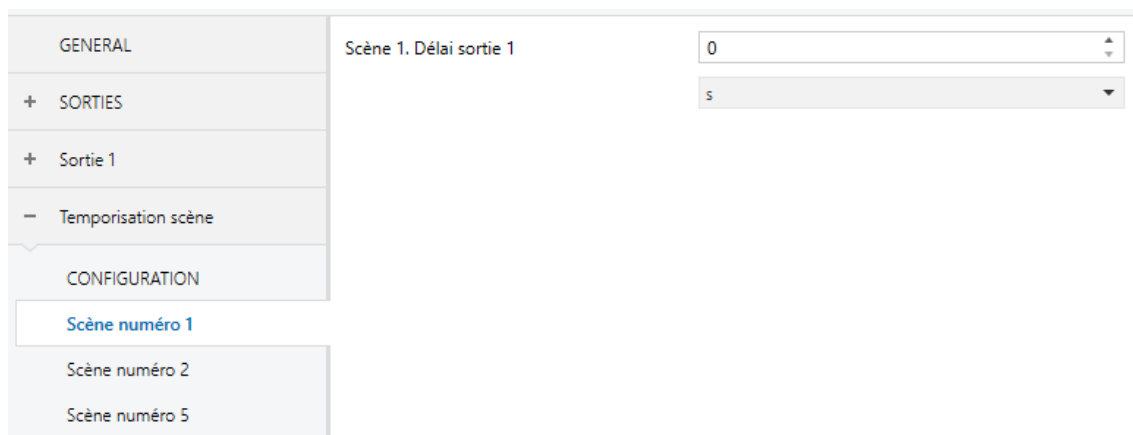 GENERAL
+ SORTIES
+ Sortie 1
− Temporisation scène
CONFIGURATION
Scène numéro 1
Scène numéro 2
Scène numéro 5
Scène 1. Délai sortie 1
0
s